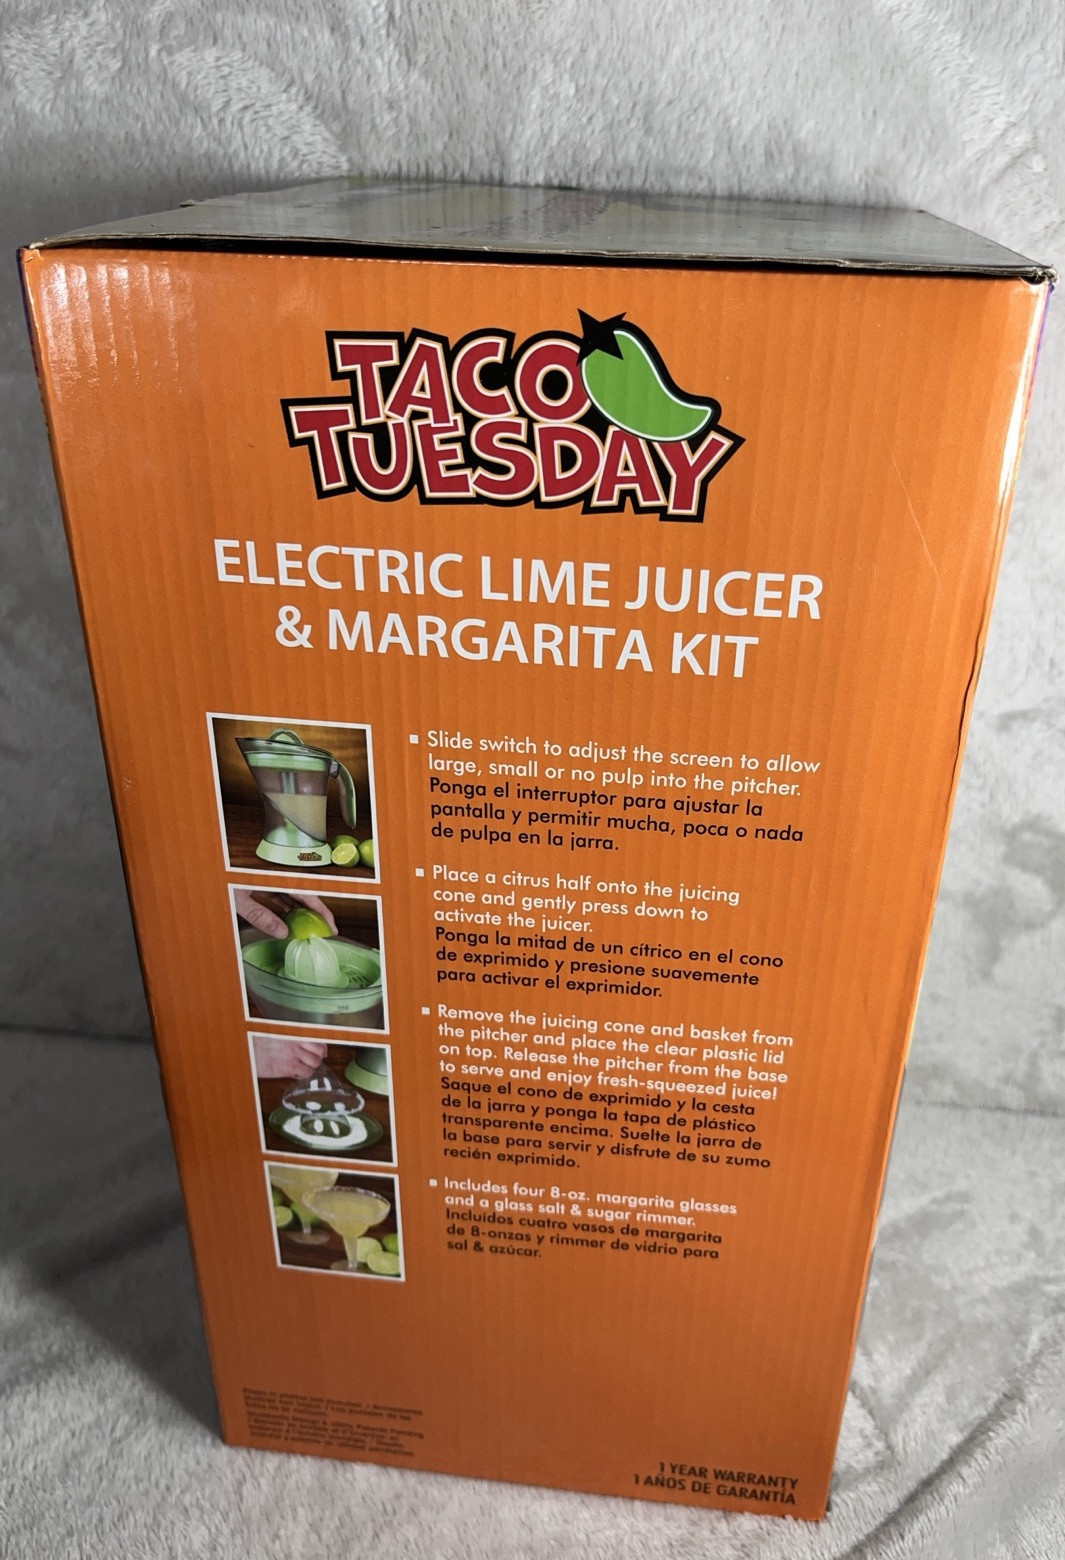 TACO
TUESDAY
ELECTRIC LIME JUICER
& MARGARITA KIT
▪ Slide switch to adjust the screen to allow
large, small or no pulp into the pitcher.
Ponga el interruptor para ajustar la
pantalla y permitir mucha, poca o nada
de pulpa en la jarra.
▪ Place a citrus half onto the juicing
cone and gently press down to
activate the juicer.
Ponga la mitad de un cítrico en el cono
de exprimido y presione suavemente
para activar el exprimidor.
▪ Remove the juicing cone and basket from
the pitcher and place the clear plastic lid
on top. Release the pitcher from the base
to serve and enjoy fresh-squeezed juice!
Saque el cono de exprimido y la cesta
de la jarra y ponga la tapa de plástico
transparente encima. Suelte la jarra de
la base para servir y disfrute de su zumo
recién exprimido.
▪ Includes four 8-oz. margarita glasses
and a glass salt & sugar rimmer.
Incluidos cuatro vasos de margarita
de 8-onzas y rimmer de vidrio para
sal & azúcar.
1 YEAR WARRANTY
1 AÑOS DE GARANTÍA